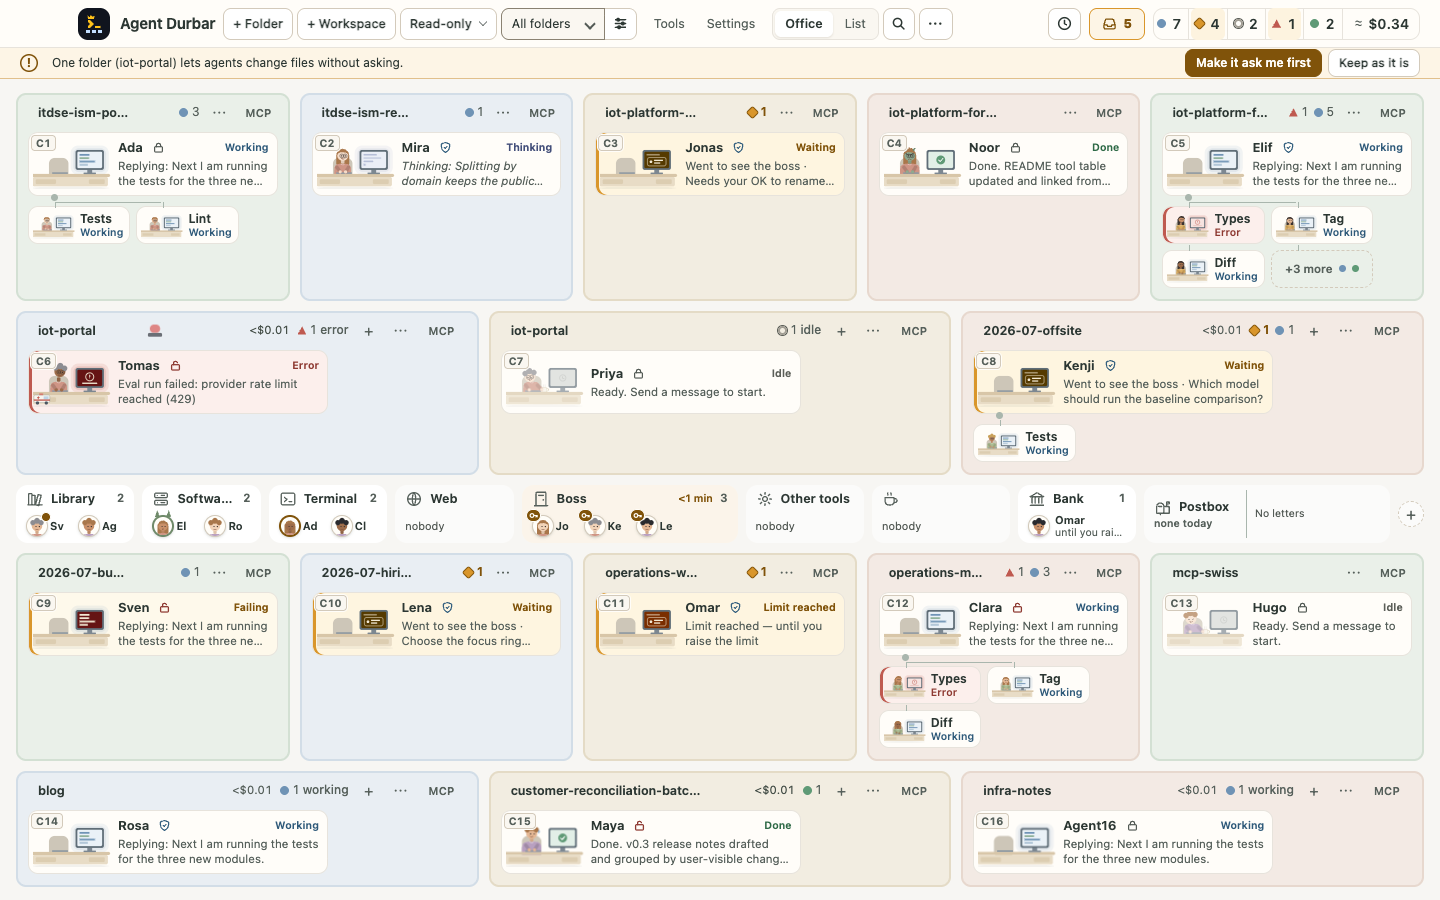 Agent Durbar + Folder + Workspace Read-only All folders Tools Settings Office List ··· 5 7 4 2 1 2 ≈ $0.34
One folder (iot-portal) lets agents change files without asking. Make it ask me first Keep as it is
itdse-ism-po... 3 ··· MCP
C1 Ada Working
Replying: Next I am running
the tests for the three ne...
Tests Working
Lint Working
itdse-ism-re... 1 ··· MCP
C2 Mira Thinking
Thinking: Splitting by
domain keeps the public...
iot-platform-... 1 ··· MCP
C3 Jonas Waiting
Went to see the boss ·
Needs your OK to rename...
iot-platform-for... ··· MCP
C4 Noor Done
Done. README tool table
updated and linked from...
iot-platform-f... 1 5 ··· MCP
C5 Elif Working
Replying: Next I am running
the tests for the three ne...
Types Error
Tag Working
Diff Working
+3 more
iot-portal <$0.01 1 error + ··· MCP
C6 Tomas Error
Eval run failed: provider rate limit
reached (429)
iot-portal 1 idle + ··· MCP
C7 Priya Idle
Ready. Send a message to start.
2026-07-offsite <$0.01 1 1 + ··· MCP
C8 Kenji Waiting
Went to see the boss · Which model
should run the baseline comparison?
Tests Working
Library 2
Sv Ag
Softwa... 2
El Ro
Terminal 2
Ad Cl
Web
nobody
Boss <1 min 3
Jo Ke Le
Other tools
nobody
nobody
Bank 1
Omar
until you rai...
Postbox
none today
No letters
+
2026-07-bu... 1 ··· MCP
C9 Sven Failing
Replying: Next I am running
the tests for the three ne...
2026-07-hiri... 1 ··· MCP
C10 Lena Waiting
Went to see the boss ·
Choose the focus ring...
operations-w... 1 ··· MCP
C11 Omar Limit reached
Limit reached — until you
raise the limit
operations-m... 1 3 ··· MCP
C12 Clara Working
Replying: Next I am running
the tests for the three ne...
Types Error
Tag Working
Diff Working
mcp-swiss ··· MCP
C13 Hugo Idle
Ready. Send a message to
start.
blog <$0.01 1 working + ··· MCP
C14 Rosa Working
Replying: Next I am running the tests
for the three new modules.
customer-reconciliation-batc... <$0.01 1 + ··· MCP
C15 Maya Done
Done. v0.3 release notes drafted
and grouped by user-visible chang...
infra-notes <$0.01 1 working + ··· MCP
C16 Agent16 Working
Replying: Next I am running the tests
for the three new modules.